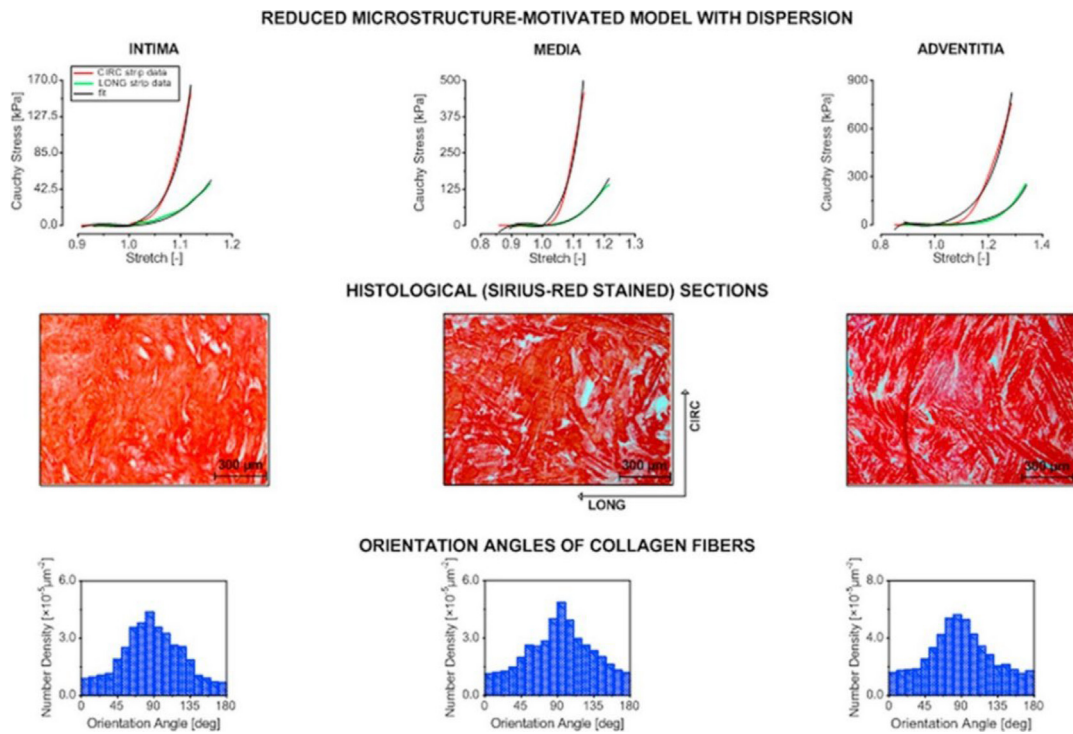 REDUCED MICROSTRUCTURE-MOTIVATED MODEL WITH DISPERSION
INTIMA
MEDIA
ADVENTITIA
CIRC strip data
LONG strip data
fit
Cauchy Stress [kPa]
170.0
127.5
85.0
42.5
0.0
0.9
1.0
1.1
1.2
Stretch [-]
Cauchy Stress [kPa]
500
375
250
125
0
0.8
0.9
1.0
1.1
1.2
1.3
Stretch [-]
Cauchy Stress [kPa]
900
600
300
0
0.8
1.0
1.2
1.4
Stretch [-]
HISTOLOGICAL (SIRIUS-RED STAINED) SECTIONS
300 µm
300 µm
300 µm
CIRC
LONG
ORIENTATION ANGLES OF COLLAGEN FIBERS
Number Density [×10⁻⁵µm⁻²]
6.0
3.0
0.0
0
45
90
135
180
Orientation Angle [deg]
Number Density [×10⁻⁵µm⁻²]
6.0
3.0
0.0
0
45
90
135
180
Orientation Angle [deg]
Number Density [×10⁻⁵µm⁻²]
8.0
4.0
0.0
0
45
90
135
180
Orientation Angle [deg]